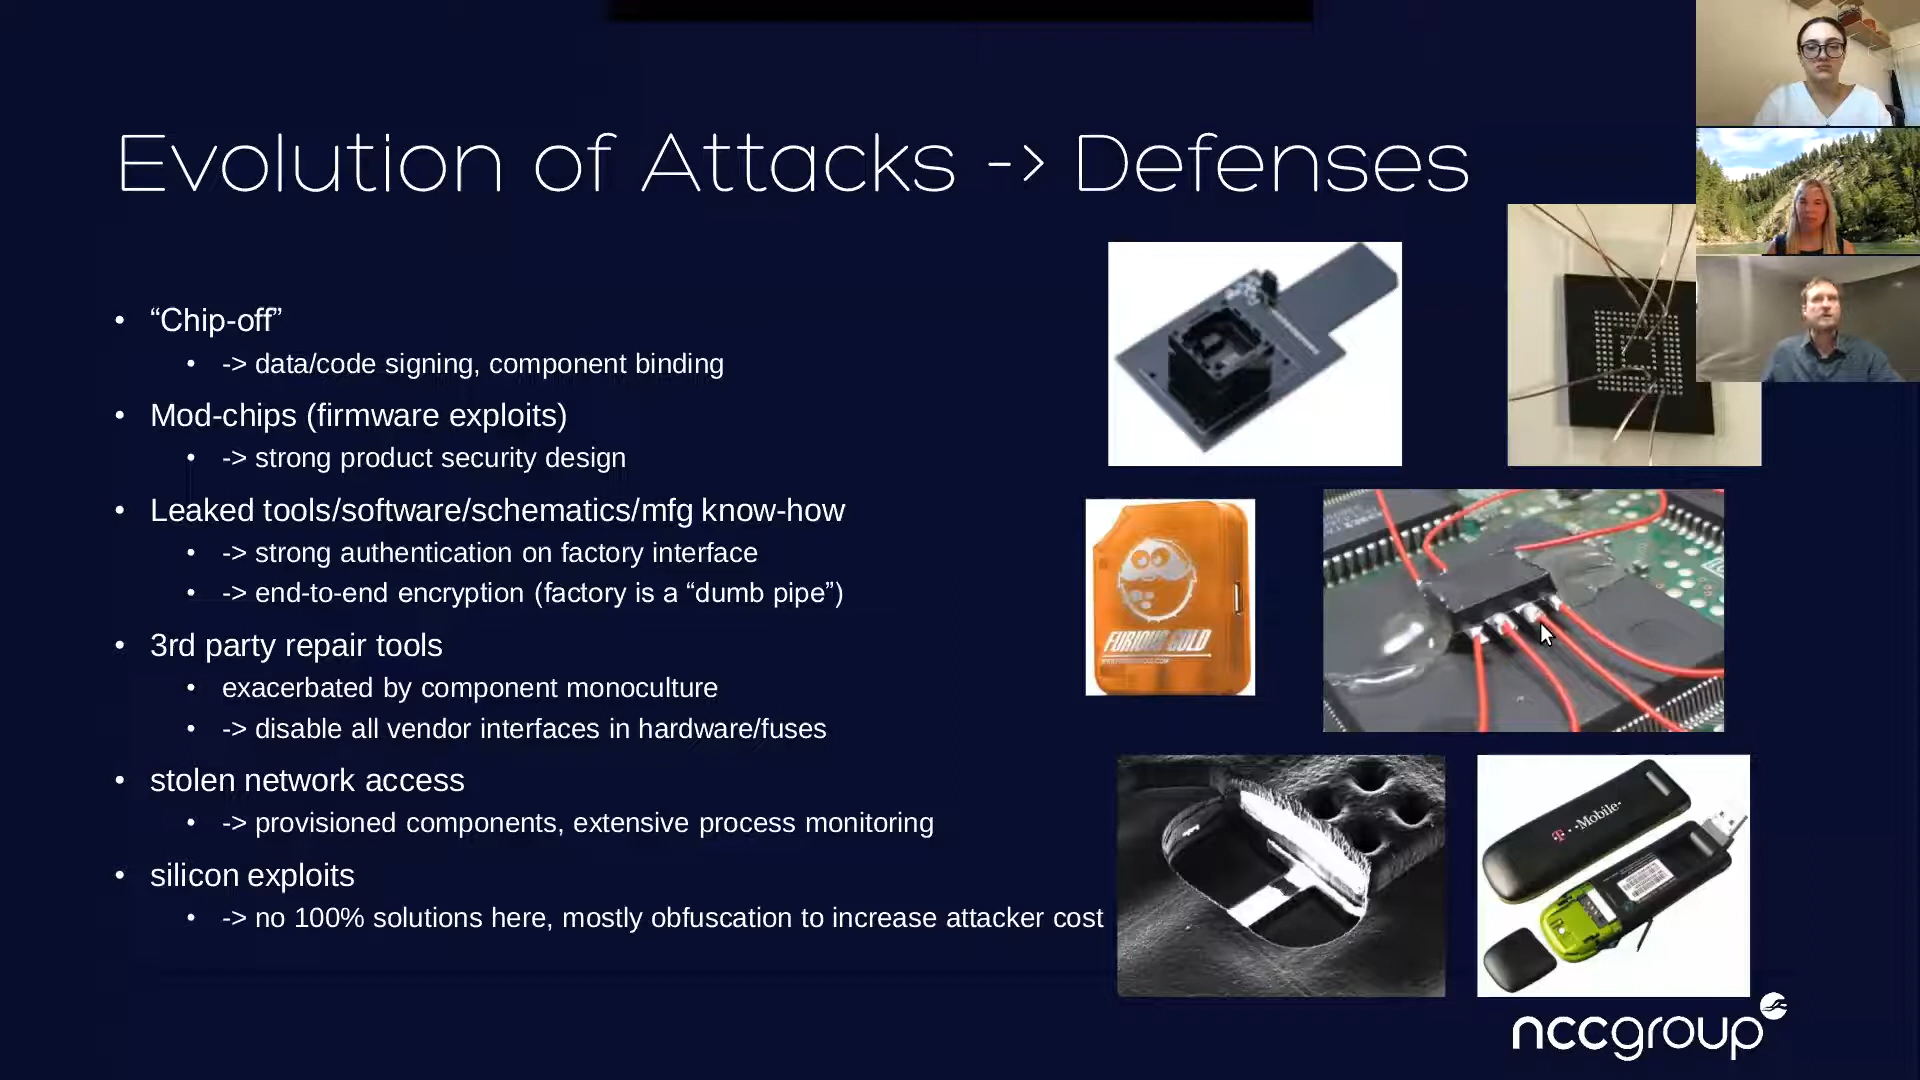 Evolution of Attacks -> Defenses
• “Chip-off”
• -> data/code signing, component binding
• Mod-chips (firmware exploits)
• -> strong product security design
• Leaked tools/software/schematics/mfg know-how
• -> strong authentication on factory interface
• -> end-to-end encryption (factory is a “dumb pipe”)
• 3rd party repair tools
• exacerbated by component monoculture
• -> disable all vendor interfaces in hardware/fuses
• stolen network access
• -> provisioned components, extensive process monitoring
• silicon exploits
• -> no 100% solutions here, mostly obfuscation to increase attacker cost
FURIOUS GOLD
T··Mobile·
nccgroup